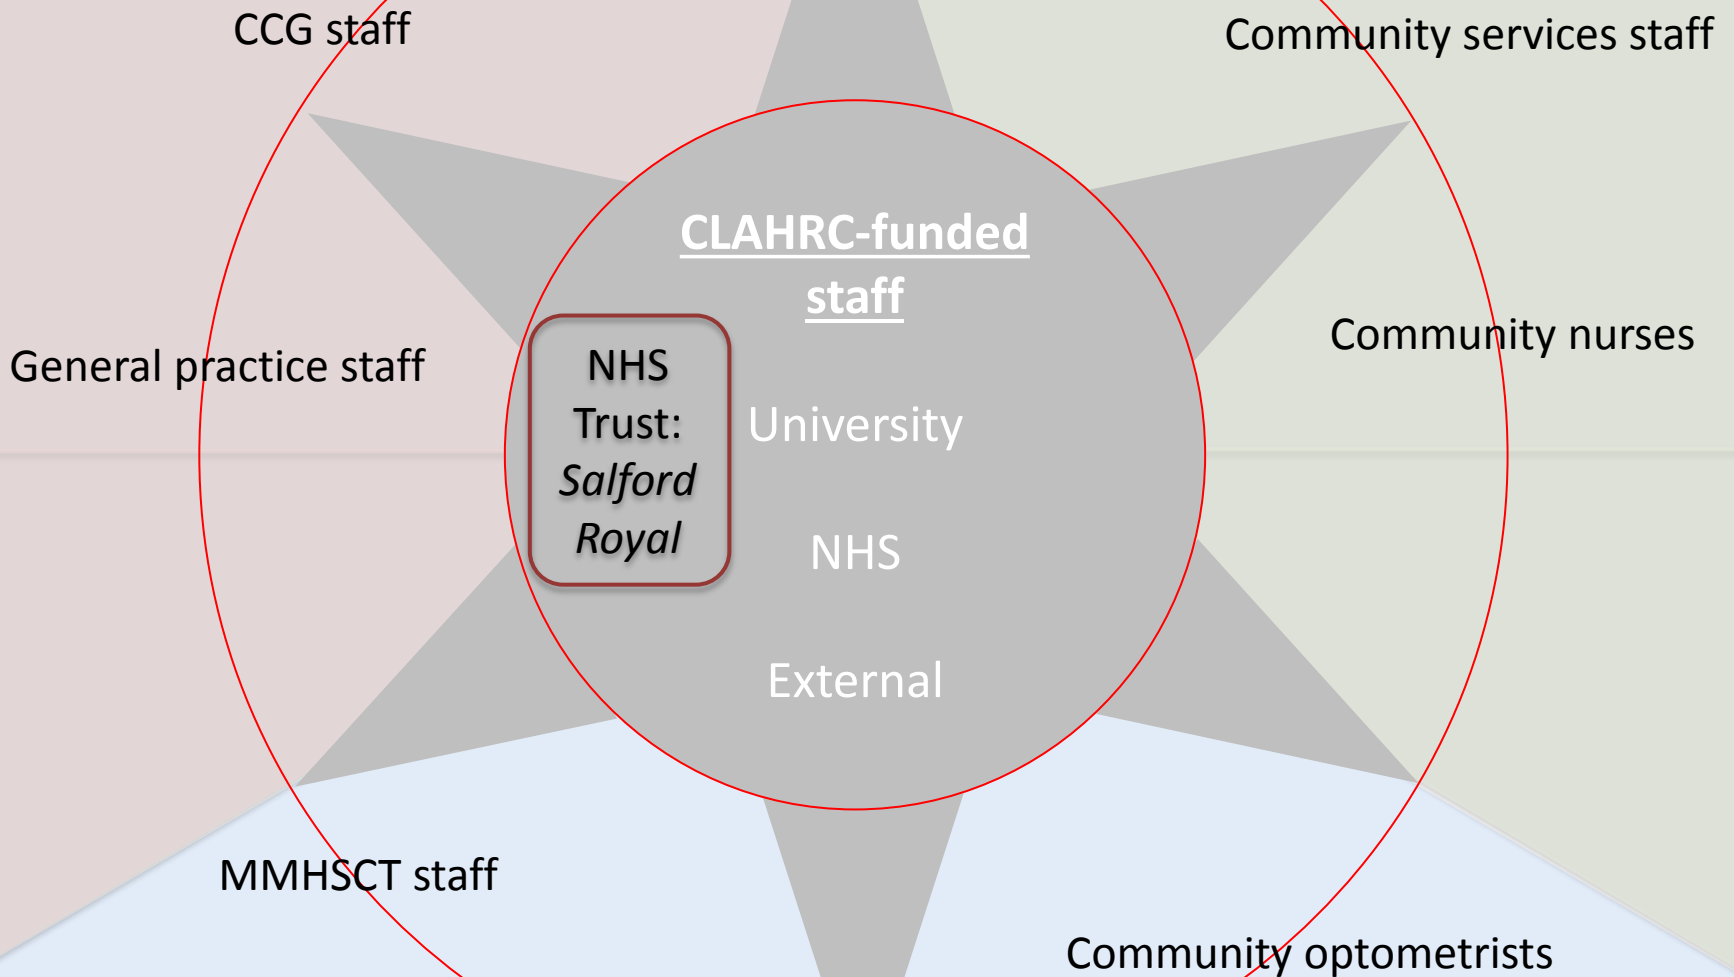 CCG staff
Community services staff
CLAHRC-funded
staff
General practice staff
NHS
Trust:
Salford
Royal
University
NHS
External
Community nurses
MMHSCT staff
Community optometrists